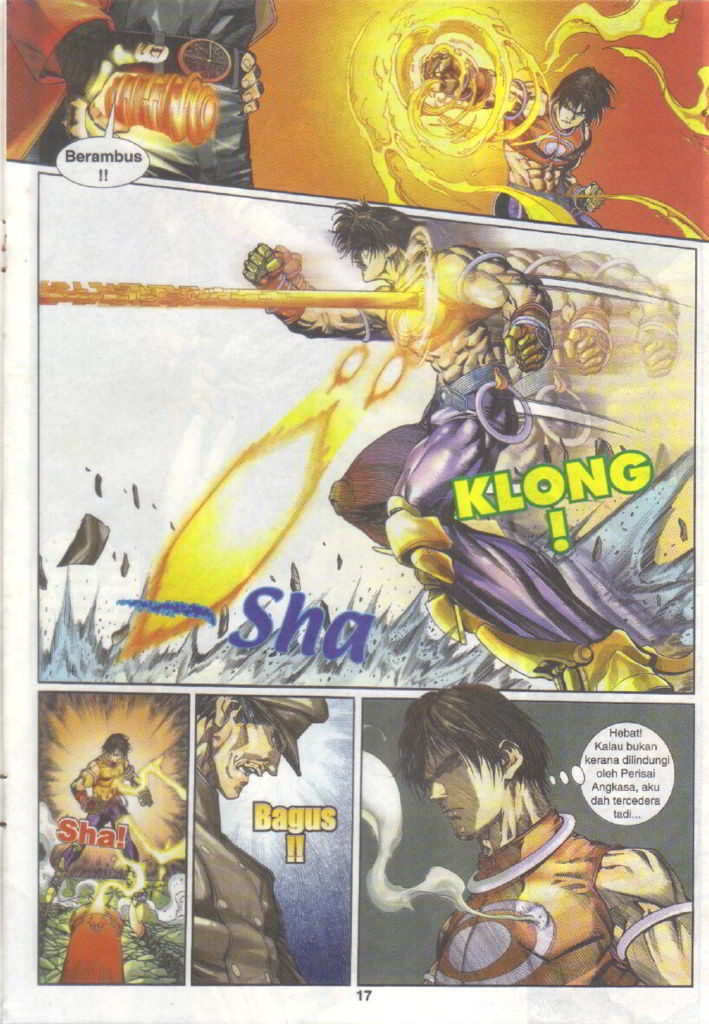 Berambus
!!
KLONG
!
Sha
Sha!
Bagus
!!
Hebat!
Kalau bukan
kerana dilindungi
oleh Perisai
Angkasa, aku
dah tercedera
tadi...
17